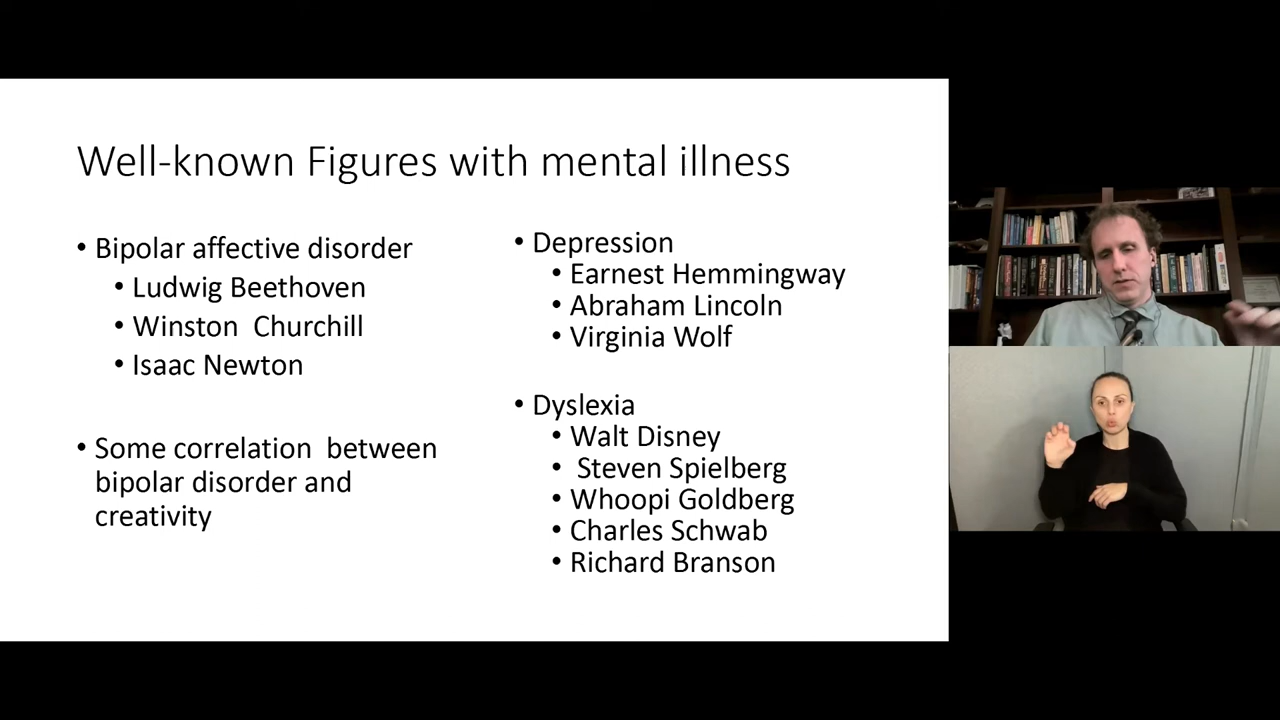 Well-known Figures with mental illness
• Bipolar affective disorder
• Ludwig Beethoven
• Winston  Churchill
• Isaac Newton
• Some correlation  between
bipolar disorder and
creativity
• Depression
• Earnest Hemmingway
• Abraham Lincoln
• Virginia Wolf
• Dyslexia
• Walt Disney
•  Steven Spielberg
• Whoopi Goldberg
• Charles Schwab
• Richard Branson